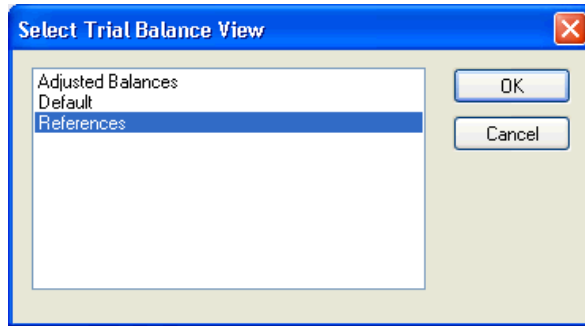 Select Trial Balance View
Adjusted Balances
Default
References
OK
Cancel